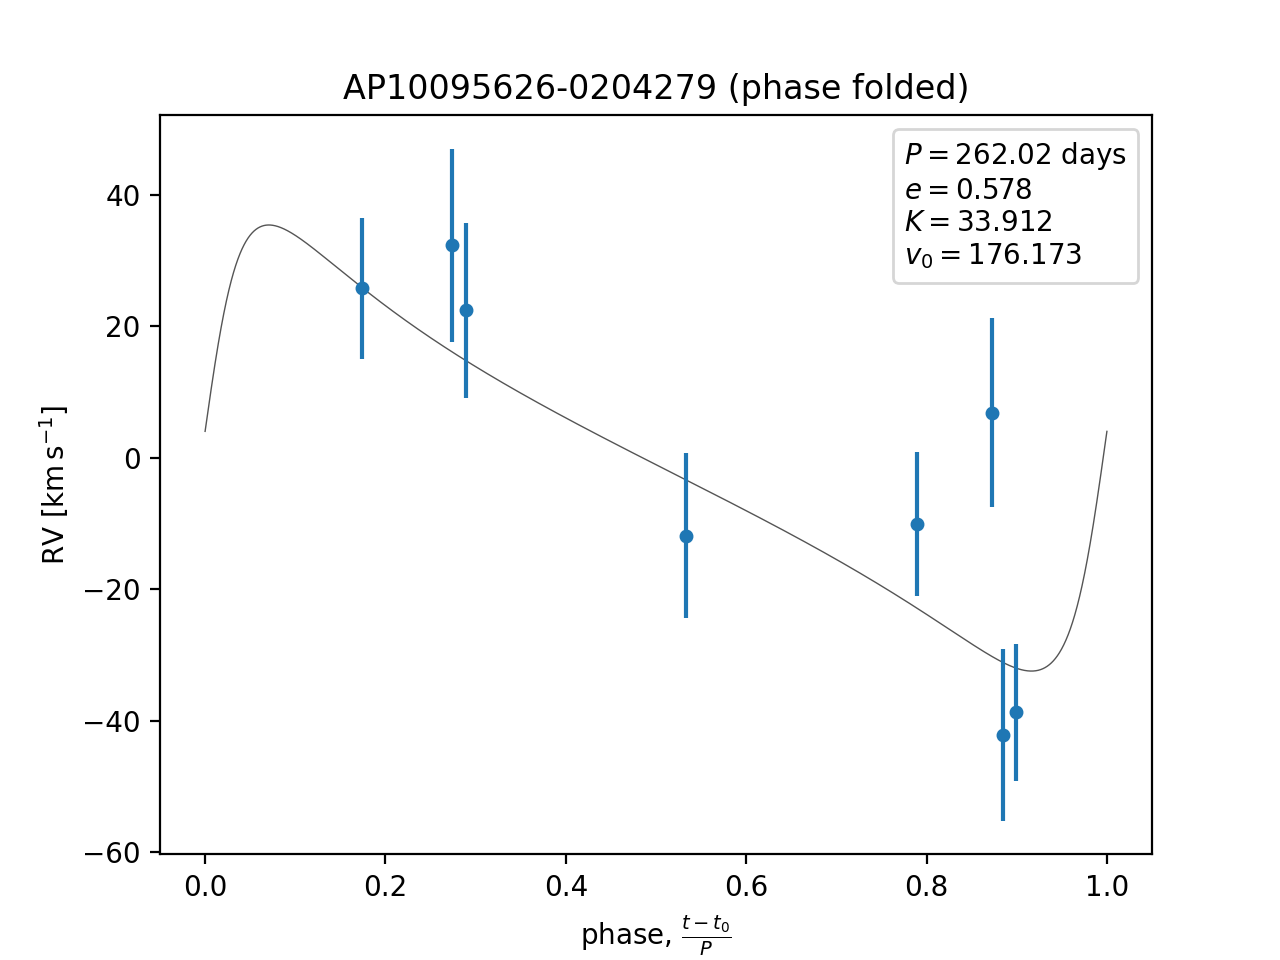 AP10095626-0204279 (phase folded)
P = 262.02 days
e = 0.578
K = 33.912
v₀ = 176.173
RV [km s⁻¹]
40
20
0
−20
−40
−60
0.0 0.2 0.4 0.6 0.8 1.0
phase, (t − t₀)/P